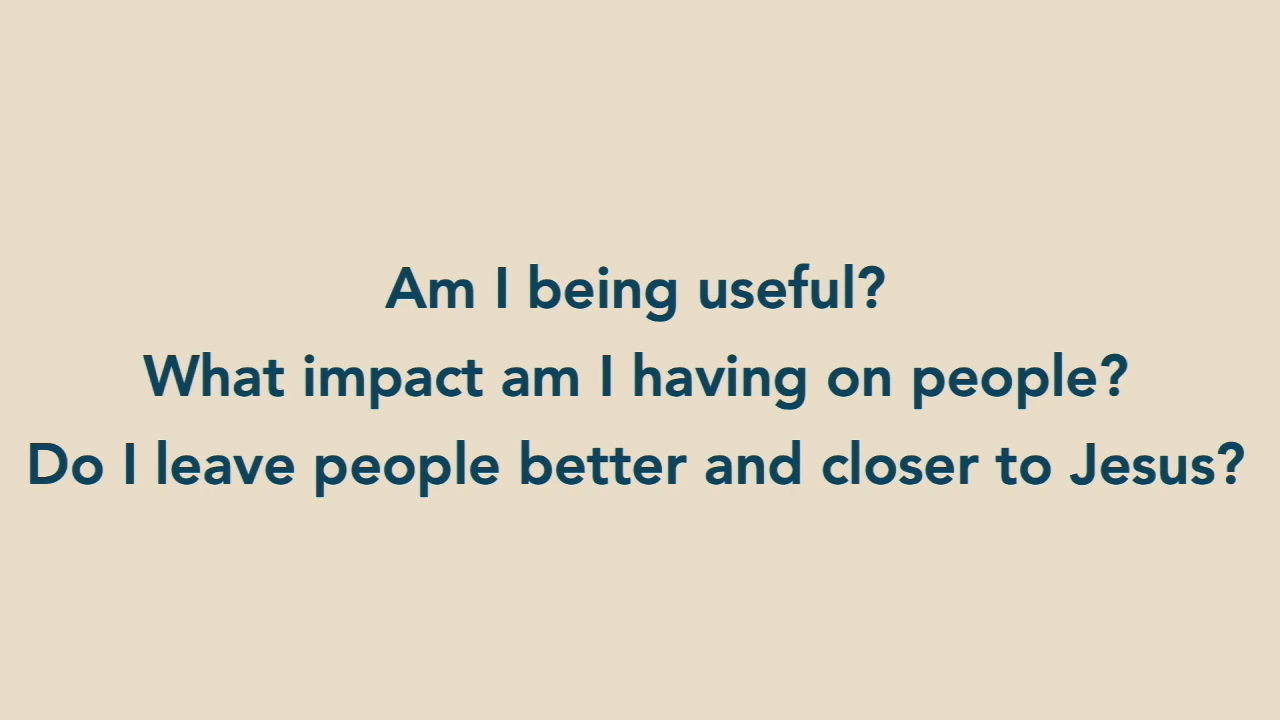 Am I being useful?
What impact am I having on people?
Do I leave people better and closer to Jesus?